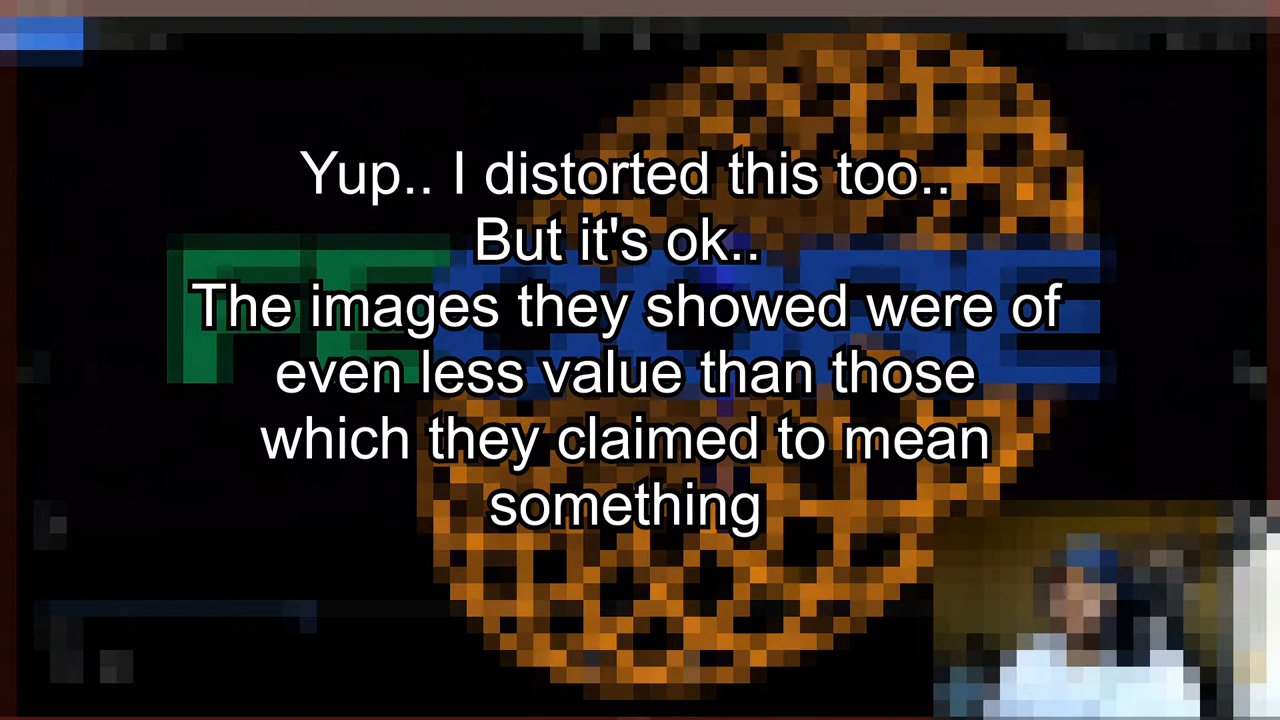 Yup.. I distorted this too..
But it's ok..
The images they showed were of
even less value than those
which they claimed to mean
something